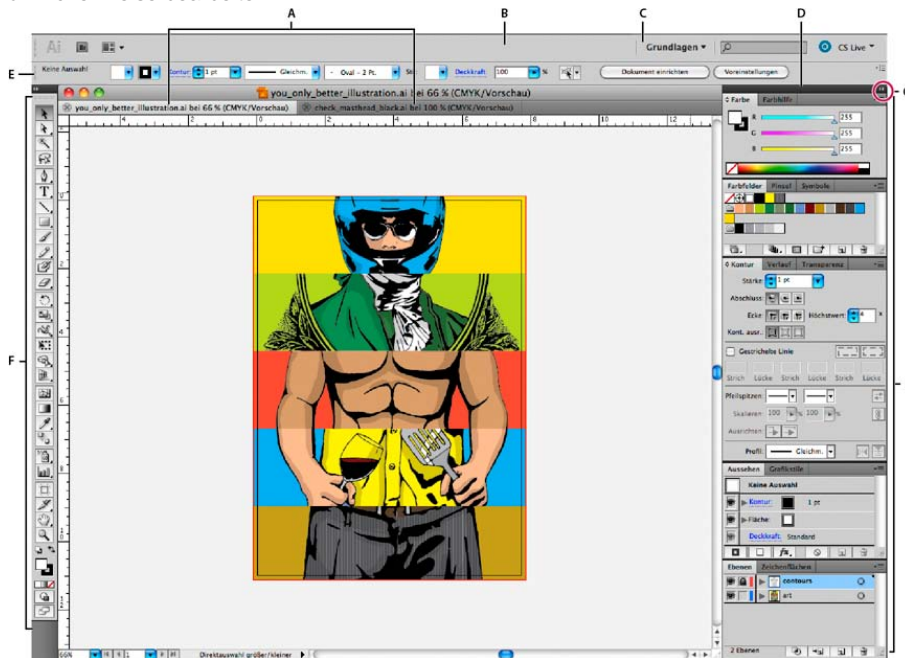 A
B
C
D
Ai
Br
Grundlagen
CS Live
E
Keine Auswahl
Kontur:
1 pt
Gleichm.
Oval - 2 Pt.
Deckkraft:
100
%
Dokument einrichten
Voreinstellungen
you_only_better_illustration.ai bei 66 % (CMYK/Vorschau)
you_only_better_illustration.ai bei 66 % (CMYK/Vorschau)
check_masthead_black.ai bei 100 % (CMYK/Vorschau)
Farbe
Farbhilfe
R
255
G
255
B
255
Farbfelder
Pinsel
Symbole
Kontur
Verlauf
Transparenz
Stärke:
1 pt
Abschluss:
Ecke:
Höchstwert:
4
x
Kont. ausr.:
Gestrichelte Linie
Strich
Lücke
Strich
Lücke
Strich
Lücke
Pfeilspitzen:
Skalieren:
100
%
100
%
Ausrichten:
Profil:
Gleichm.
Aussehen
Grafikstile
Keine Auswahl
Kontur:
1 pt
Fläche:
Deckkraft:
Standard
Ebenen
Zeichenflächen
contours
art
2 Ebenen
F
66%
1
Direktauswahl größer/kleiner